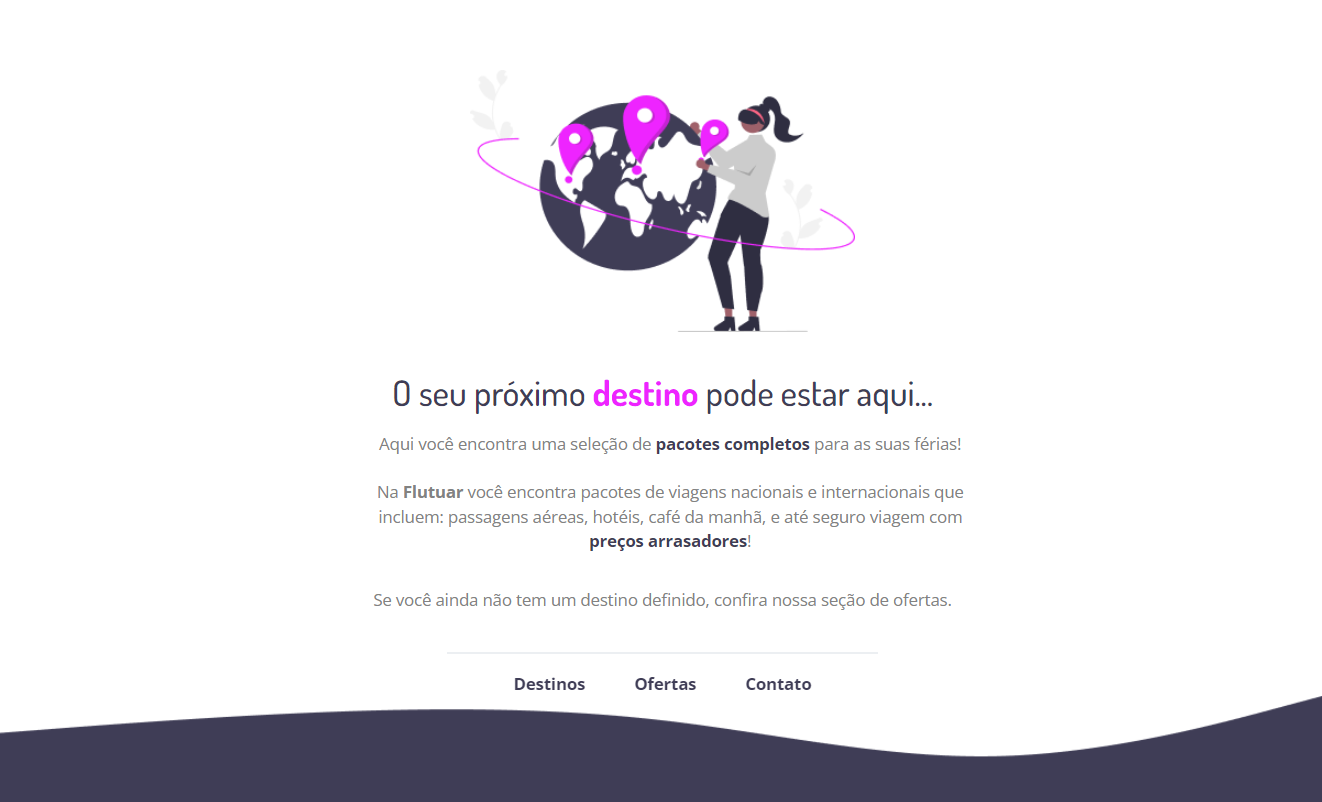 O seu próximo destino pode estar aqui...
Aqui você encontra uma seleção de pacotes completos para as suas férias!
Na Flutuar você encontra pacotes de viagens nacionais e internacionais que
incluem: passagens aéreas, hotéis, café da manhã, e até seguro viagem com
preços arrasadores!
Se você ainda não tem um destino definido, confira nossa seção de ofertas.
Destinos Ofertas Contato